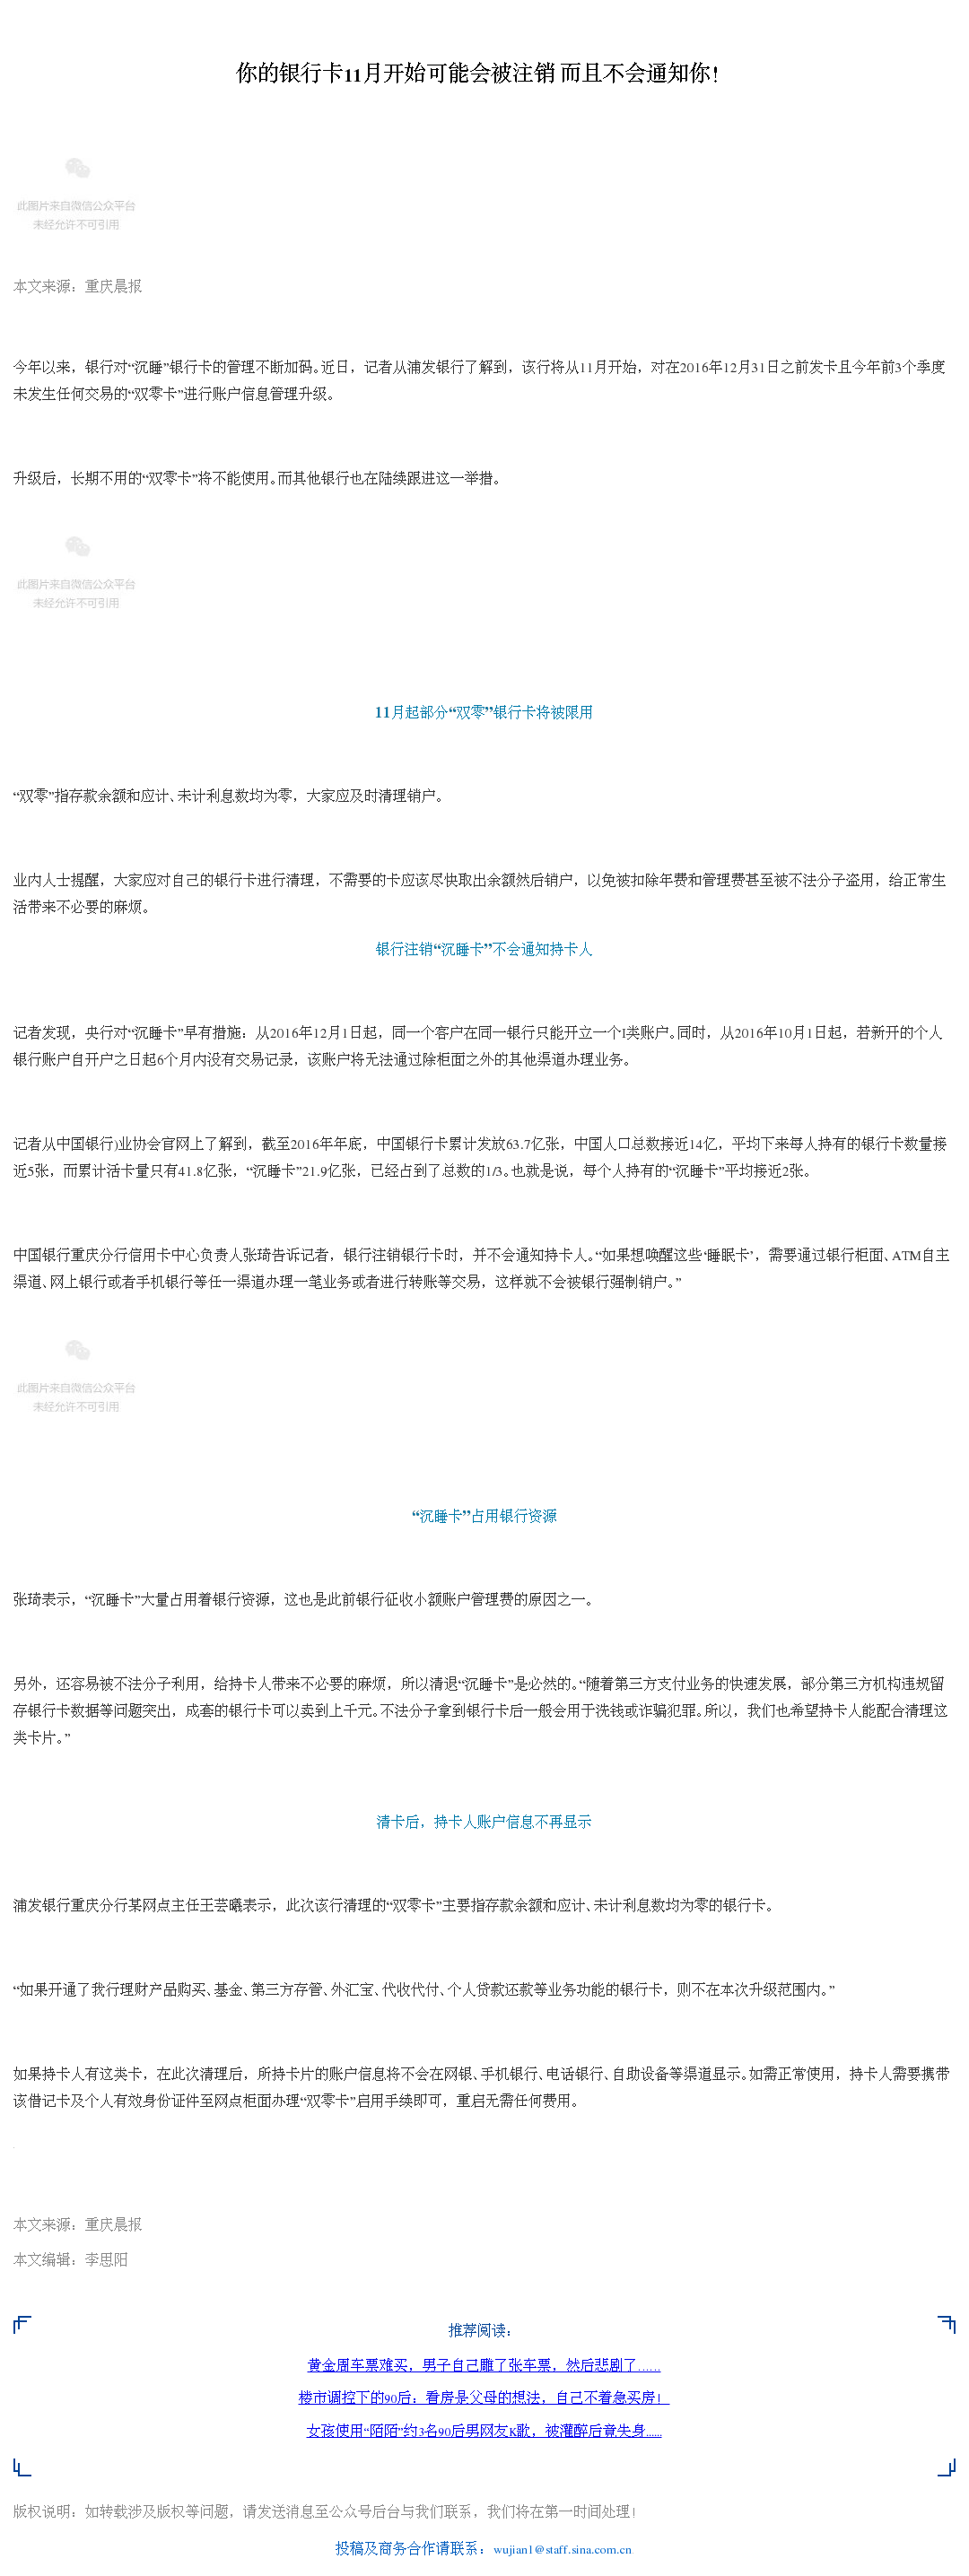 你的银行卡11月开始可能会被注销 而且不会通知你！
此图片来自微信公众平台
未经允许不可引用
本文来源：重庆晨报
今年以来，银行对“沉睡”银行卡的管理不断加码。近日，记者从浦发银行了解到，该行将从11月开始，对在2016年12月31日之前发卡且今年前3个季度
未发生任何交易的“双零卡”进行账户信息管理升级。
升级后，长期不用的“双零卡”将不能使用。而其他银行也在陆续跟进这一举措。
此图片来自微信公众平台
未经允许不可引用
11月起部分“双零”银行卡将被限用
“双零”指存款余额和应计、未计利息数均为零，大家应及时清理销户。
业内人士提醒，大家应对自己的银行卡进行清理，不需要的卡应该尽快取出余额然后销户，以免被扣除年费和管理费甚至被不法分子盗用，给正常生
活带来不必要的麻烦。
银行注销“沉睡卡”不会通知持卡人
记者发现，央行对“沉睡卡”早有措施：从2016年12月1日起，同一个客户在同一银行只能开立一个I类账户。同时，从2016年10月1日起，若新开的个人
银行账户自开户之日起6个月内没有交易记录，该账户将无法通过除柜面之外的其他渠道办理业务。
记者从中国银行)业协会官网上了解到，截至2016年年底，中国银行卡累计发放63.7亿张，中国人口总数接近14亿，平均下来每人持有的银行卡数量接
近5张，而累计活卡量只有41.8亿张，“沉睡卡”21.9亿张，已经占到了总数的1/3。也就是说，每个人持有的“沉睡卡”平均接近2张。
中国银行重庆分行信用卡中心负责人张琦告诉记者，银行注销银行卡时，并不会通知持卡人。“如果想唤醒这些‘睡眠卡’，需要通过银行柜面、ATM自主
渠道、网上银行或者手机银行等任一渠道办理一笔业务或者进行转账等交易，这样就不会被银行强制销户。”
此图片来自微信公众平台
未经允许不可引用
“沉睡卡”占用银行资源
张琦表示，“沉睡卡”大量占用着银行资源，这也是此前银行征收小额账户管理费的原因之一。
另外，还容易被不法分子利用，给持卡人带来不必要的麻烦，所以清退“沉睡卡”是必然的。“随着第三方支付业务的快速发展，部分第三方机构违规留
存银行卡数据等问题突出，成套的银行卡可以卖到上千元。不法分子拿到银行卡后一般会用于洗钱或诈骗犯罪。所以，我们也希望持卡人能配合清理这
类卡片。”
清卡后，持卡人账户信息不再显示
浦发银行重庆分行某网点主任王芸曦表示，此次该行清理的“双零卡”主要指存款余额和应计、未计利息数均为零的银行卡。
“如果开通了我行理财产品购买、基金、第三方存管、外汇宝、代收代付、个人贷款还款等业务功能的银行卡，则不在本次升级范围内。”
如果持卡人有这类卡，在此次清理后，所持卡片的账户信息将不会在网银、手机银行、电话银行、自助设备等渠道显示。如需正常使用，持卡人需要携带
该借记卡及个人有效身份证件至网点柜面办理“双零卡”启用手续即可，重启无需任何费用。
本文来源：重庆晨报
本文编辑：李思阳
推荐阅读：
黄金周车票难买，男子自己雕了张车票，然后悲剧了……
楼市调控下的90后：看房是父母的想法，自己不着急买房！
女孩使用“陌陌”约3名90后男网友K歌，被灌醉后竟失身......
版权说明：如转载涉及版权等问题，请发送消息至公众号后台与我们联系，我们将在第一时间处理！
投稿及商务合作请联系：wujian1@staff.sina.com.cn